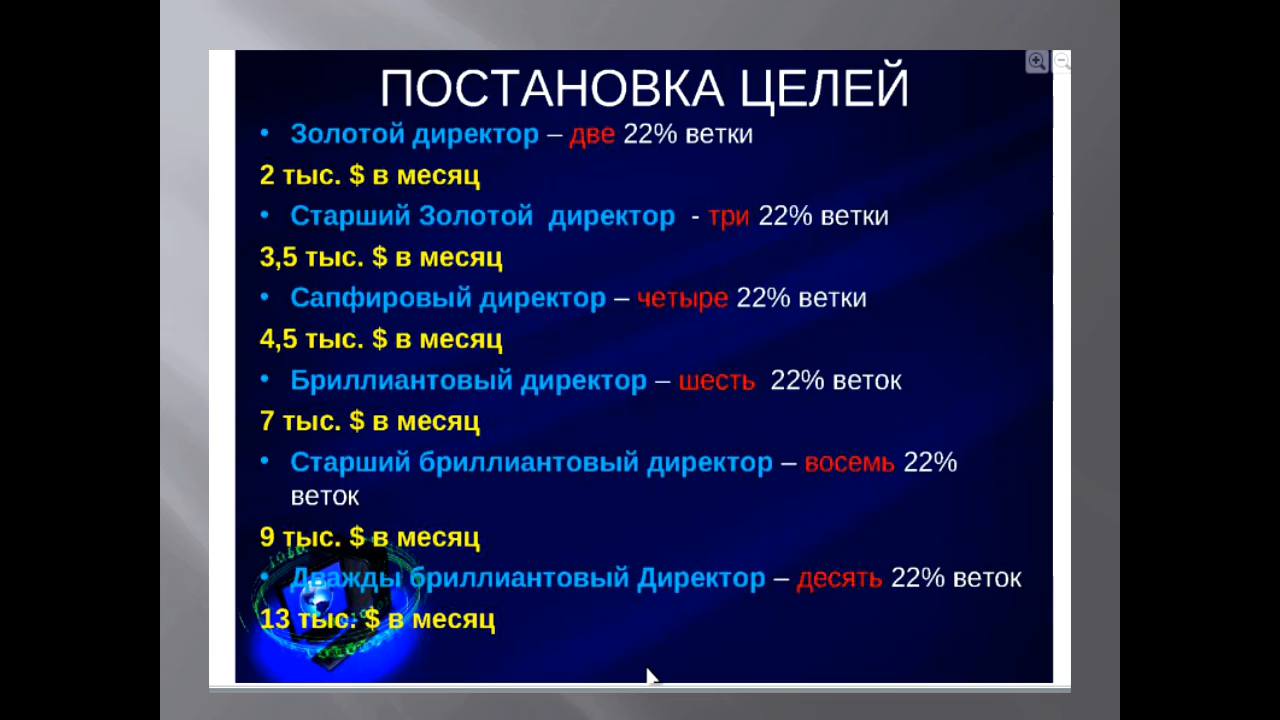 ПОСТАНОВКА ЦЕЛЕЙ
• Золотой директор – две 22% ветки
2 тыс. $ в месяц
• Старший Золотой директор - три 22% ветки
3,5 тыс. $ в месяц
• Сапфировый директор – четыре 22% ветки
4,5 тыс. $ в месяц
• Бриллиантовый директор – шесть 22% веток
7 тыс. $ в месяц
• Старший бриллиантовый директор – восемь 22%
веток
9 тыс. $ в месяц
• Дважды бриллиантовый Директор – десять 22% веток
13 тыс. $ в месяц